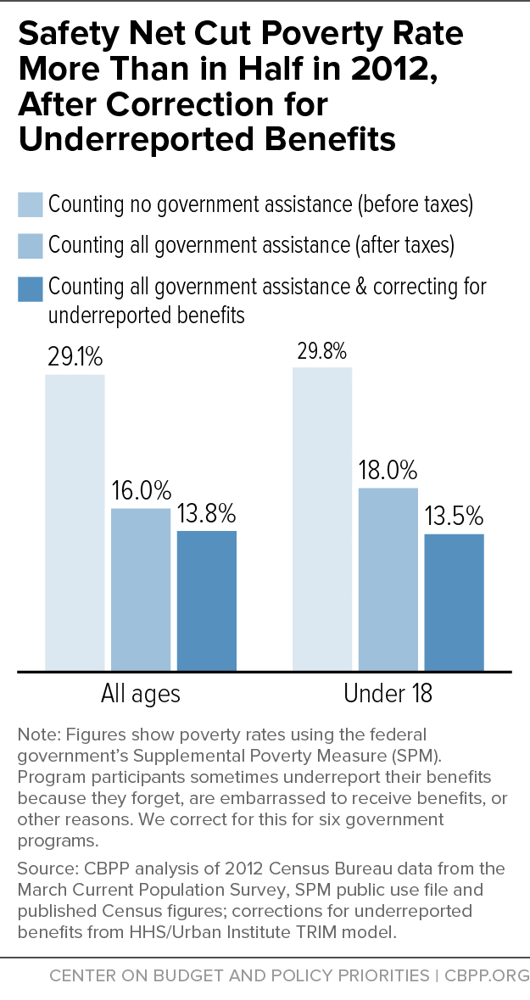 Safety Net Cut Poverty Rate
More Than in Half in 2012,
After Correction for
Underreported Benefits
Counting no government assistance (before taxes)
Counting all government assistance (after taxes)
Counting all government assistance & correcting for
underreported benefits
29.1%
16.0%
13.8%
29.8%
18.0%
13.5%
All ages
Under 18
Note: Figures show poverty rates using the federal
government’s Supplemental Poverty Measure (SPM).
Program participants sometimes underreport their benefits
because they forget, are embarrassed to receive benefits, or
other reasons. We correct for this for six government
programs.
Source: CBPP analysis of 2012 Census Bureau data from the
March Current Population Survey, SPM public use file and
published Census figures; corrections for underreported
benefits from HHS/Urban Institute TRIM model.
CENTER ON BUDGET AND POLICY PRIORITIES | CBPP.ORG